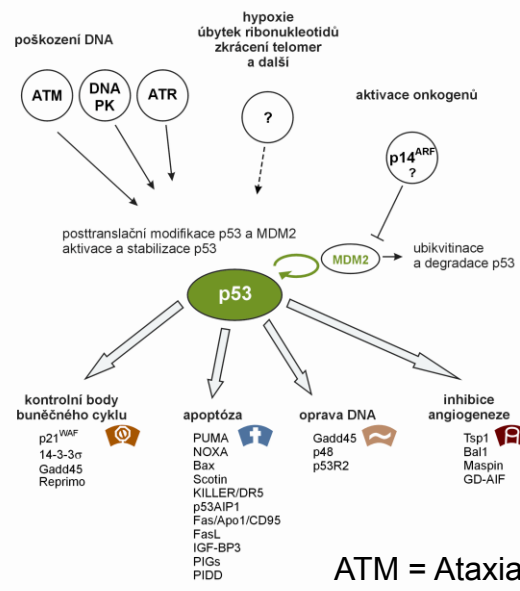 hypoxie
úbytek ribonukleotidů
zkrácení telomer
a další
poškození DNA
ATM
DNA
PK
ATR
?
aktivace onkogenů
p14ARF
?
posttranslační modifikace p53 a MDM2
aktivace a stabilizace p53
MDM2
ubikvitinace
a degradace p53
p53
kontrolní body
buněčného cyklu
p21WAF
14-3-3σ
Gadd45
Reprimo
apoptóza
PUMA
NOXA
Bax
Scotin
KILLER/DR5
p53AIP1
Fas/Apo1/CD95
FasL
IGF-BP3
PIGs
PIDD
oprava DNA
Gadd45
p48
p53R2
inhibice
angiogeneze
Tsp1
Bal1
Maspin
GD-AIF
ATM = Ataxia